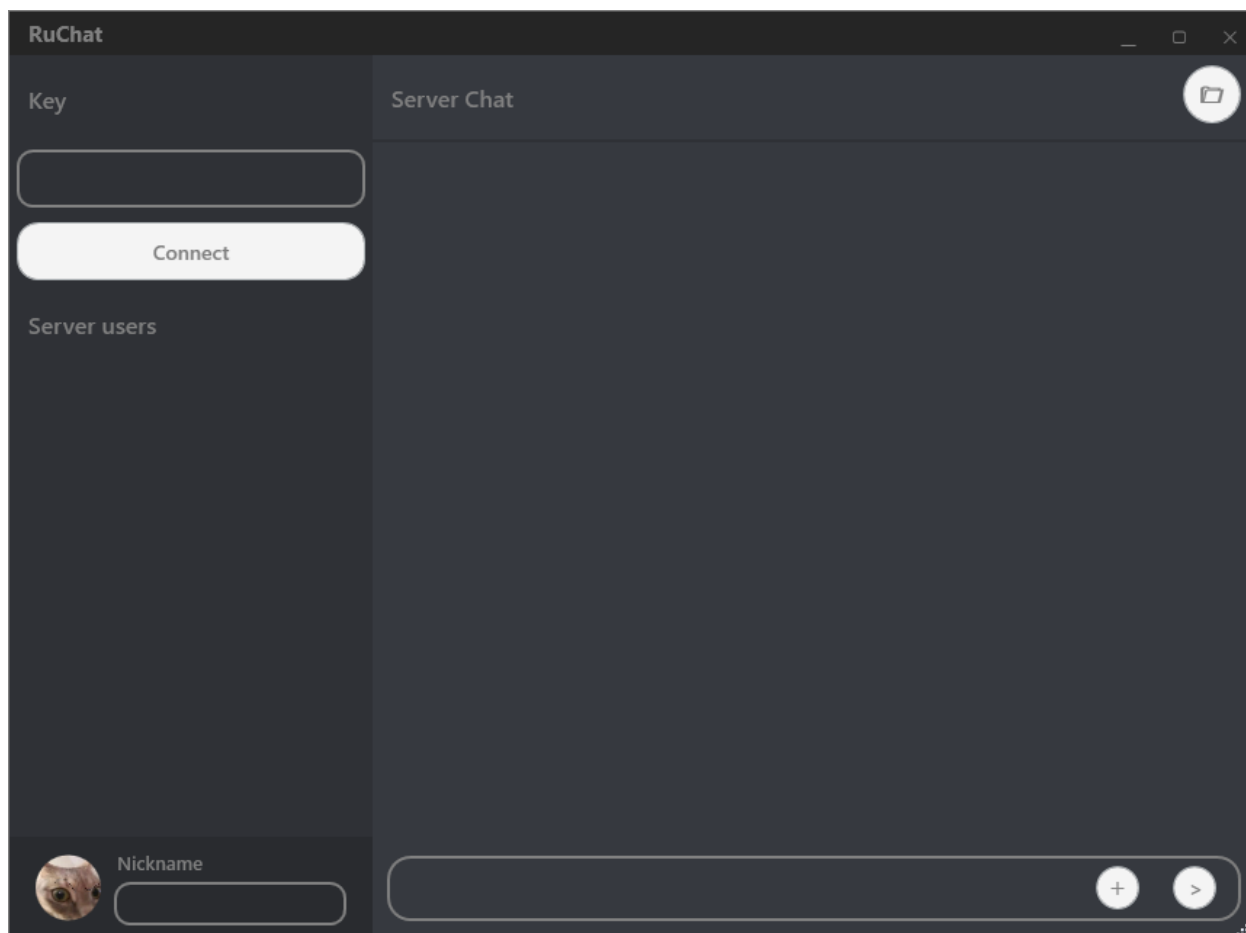 RuChat
Key
Server Chat
Connect
Server users
Nickname
+
>